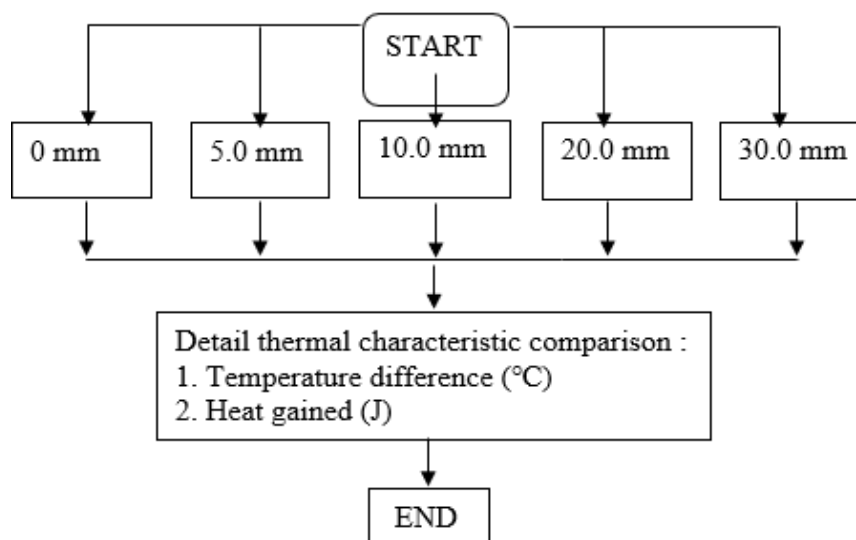 START
0 mm
5.0 mm
10.0 mm
20.0 mm
30.0 mm
Detail thermal characteristic comparison :
1. Temperature difference (℃)
2. Heat gained (J)
END